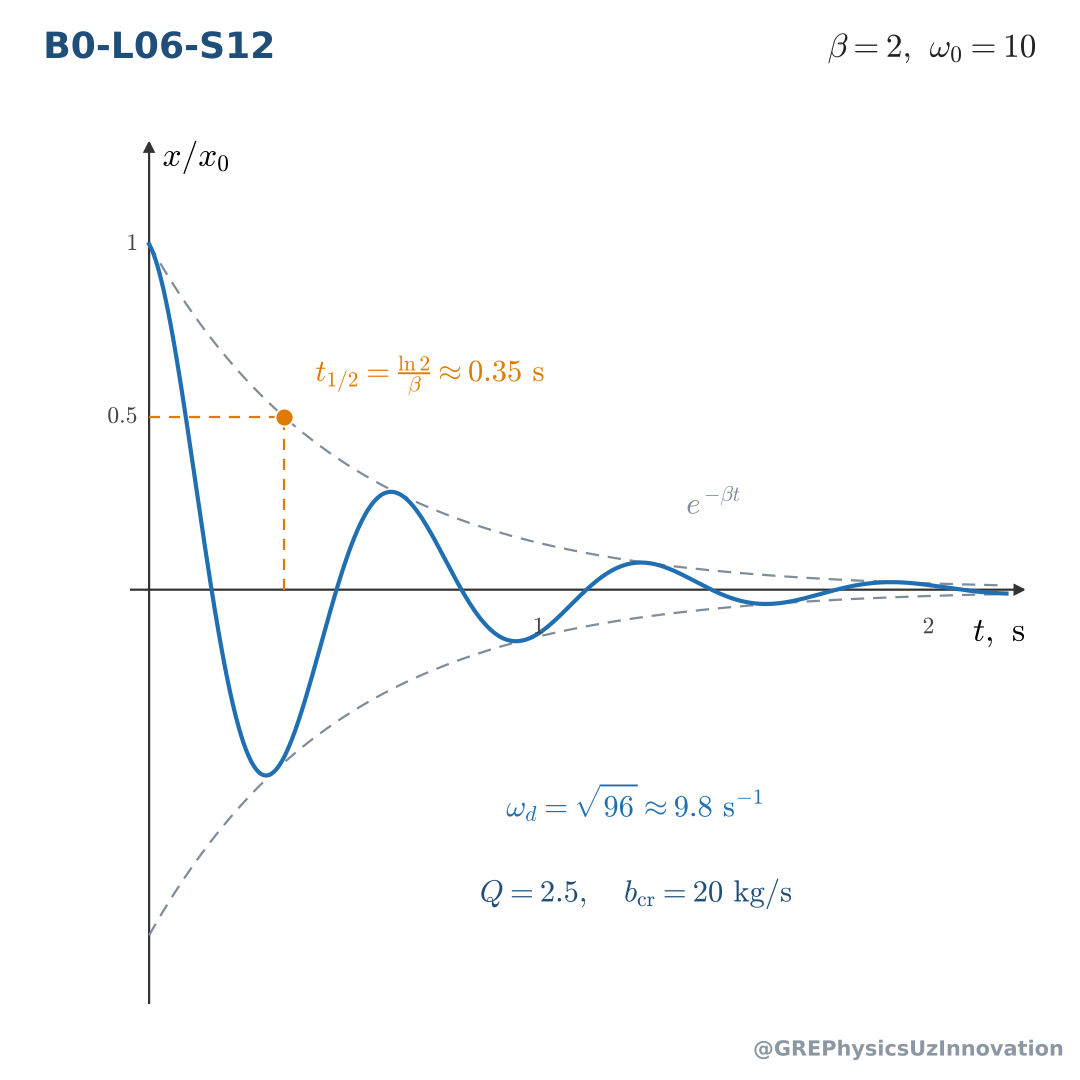 B0-L06-S12
β = 2, ω₀ = 10
x/x₀
1
t₁/₂ = ln 2/β ≈ 0.35 s
0.5
e^−βt
1
2
t, s
ω_d = √96 ≈ 9.8 s⁻¹
Q = 2.5, b_cr = 20 kg/s
@GREPhysicsUzInnovation